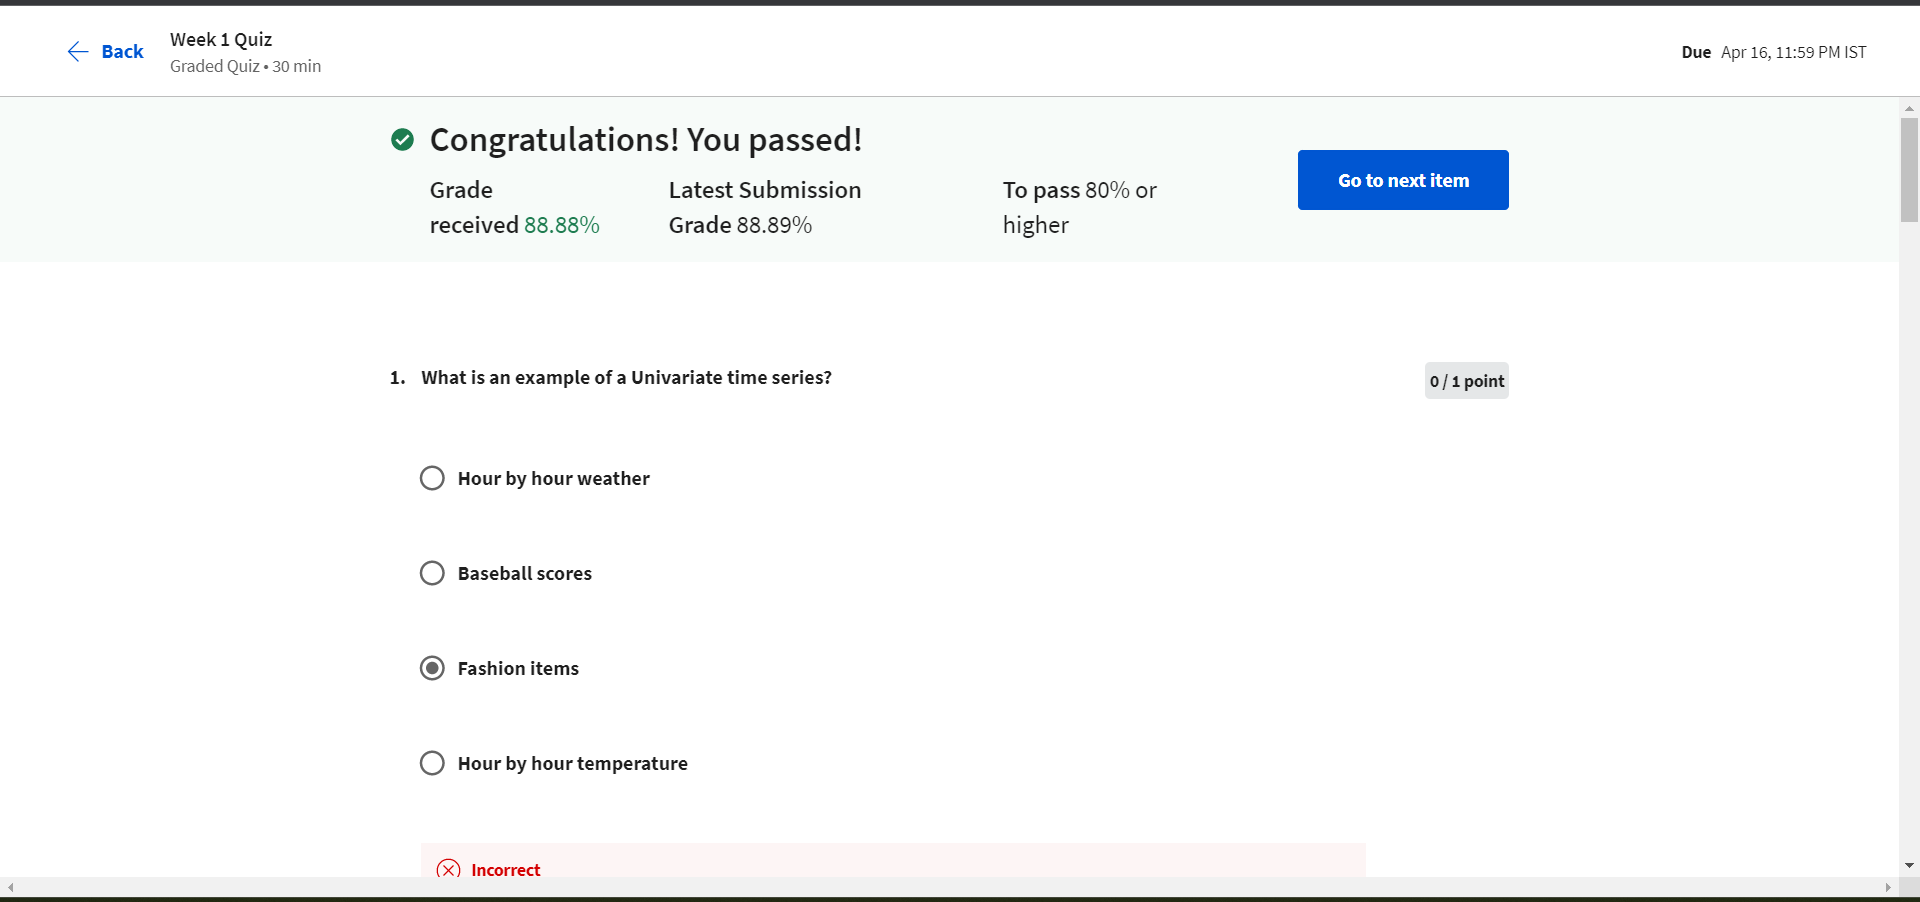 Back
Week 1 Quiz
Graded Quiz • 30 min
Due Apr 16, 11:59 PM IST
Congratulations! You passed!
Grade
received 88.88%
Latest Submission
Grade 88.89%
To pass 80% or
higher
Go to next item
1. What is an example of a Univariate time series?
0 / 1 point
Hour by hour weather
Baseball scores
Fashion items
Hour by hour temperature
Incorrect